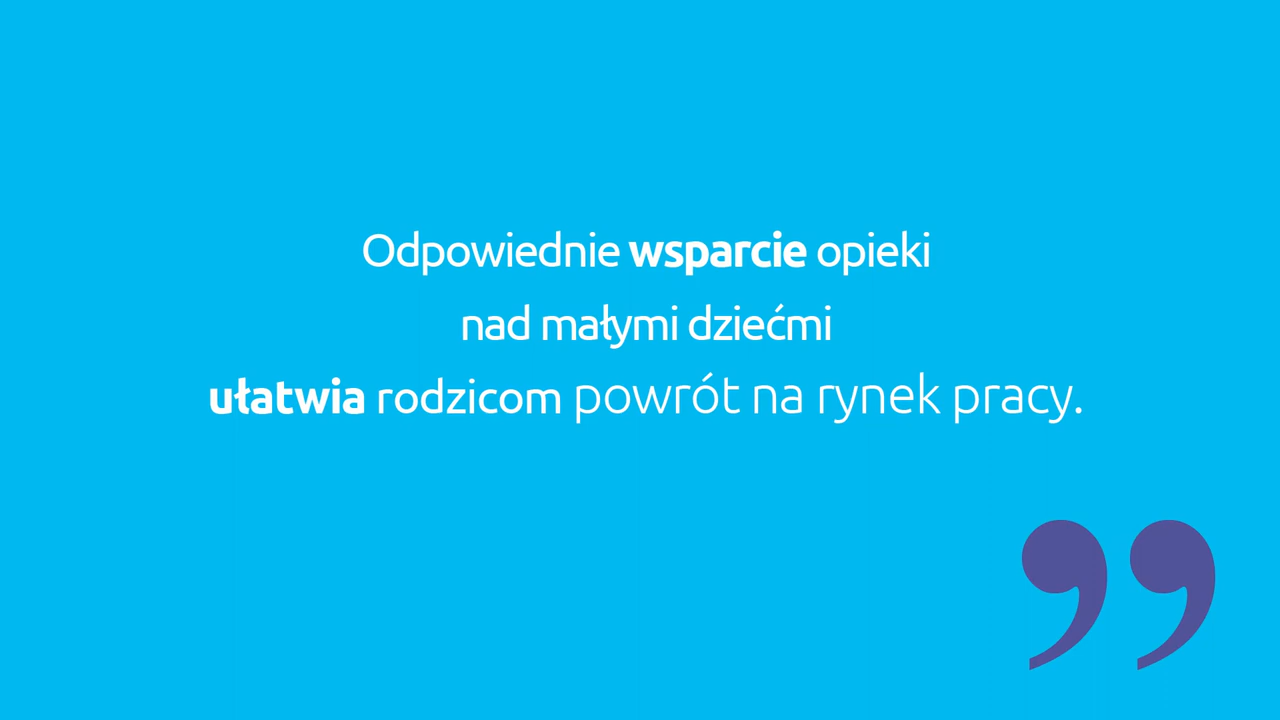 Odpowiednie wsparcie opieki
nad małymi dziećmi
ułatwia rodzicom powrót na rynek pracy.